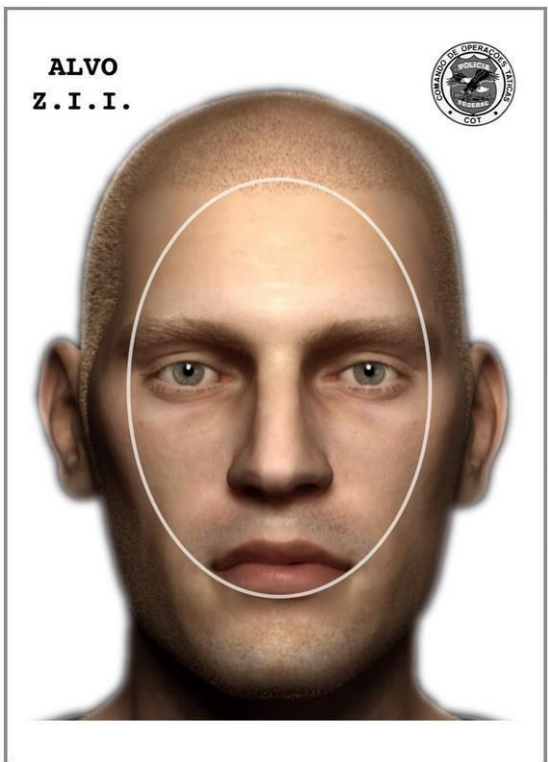 ALVO
Z.I.I.
COMANDO DE OPERAÇÕES TÁTICAS
POLÍCIA
FEDERAL
COT